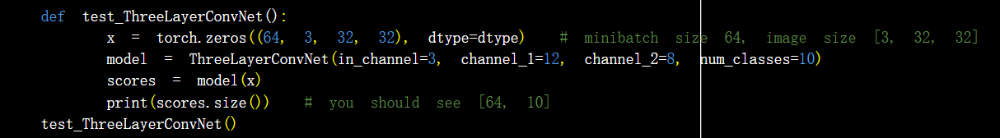 def test_ThreeLayerConvNet():
x = torch.zeros((64, 3, 32, 32), dtype=dtype) # minibatch size 64, image size [3, 32, 32]
model = ThreeLayerConvNet(in_channel=3, channel_1=12, channel_2=8, num_classes=10)
scores = model(x)
print(scores.size()) # you should see [64, 10]
test_ThreeLayerConvNet()